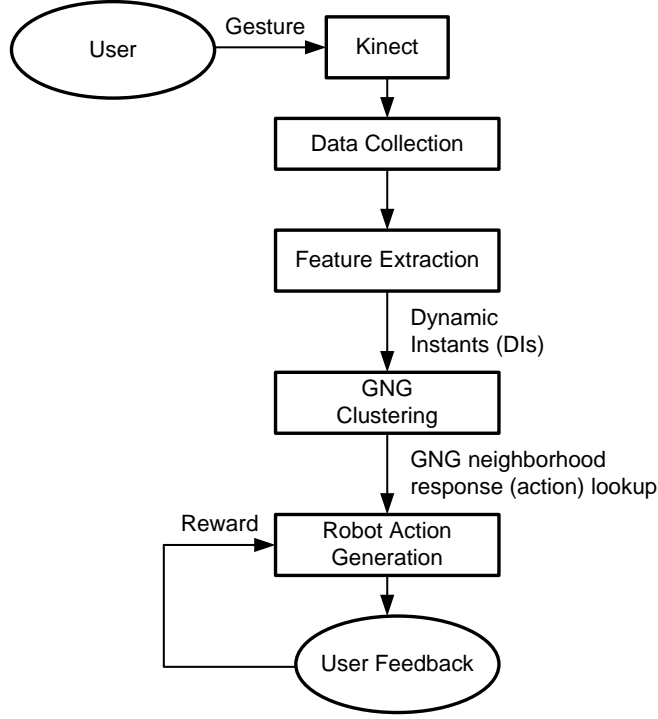 Gesture
User
Kinect
Data Collection
Feature Extraction
Dynamic
Instants (DIs)
GNG
Clustering
GNG neighborhood
response (action) lookup
Reward
Robot Action
Generation
User Feedback